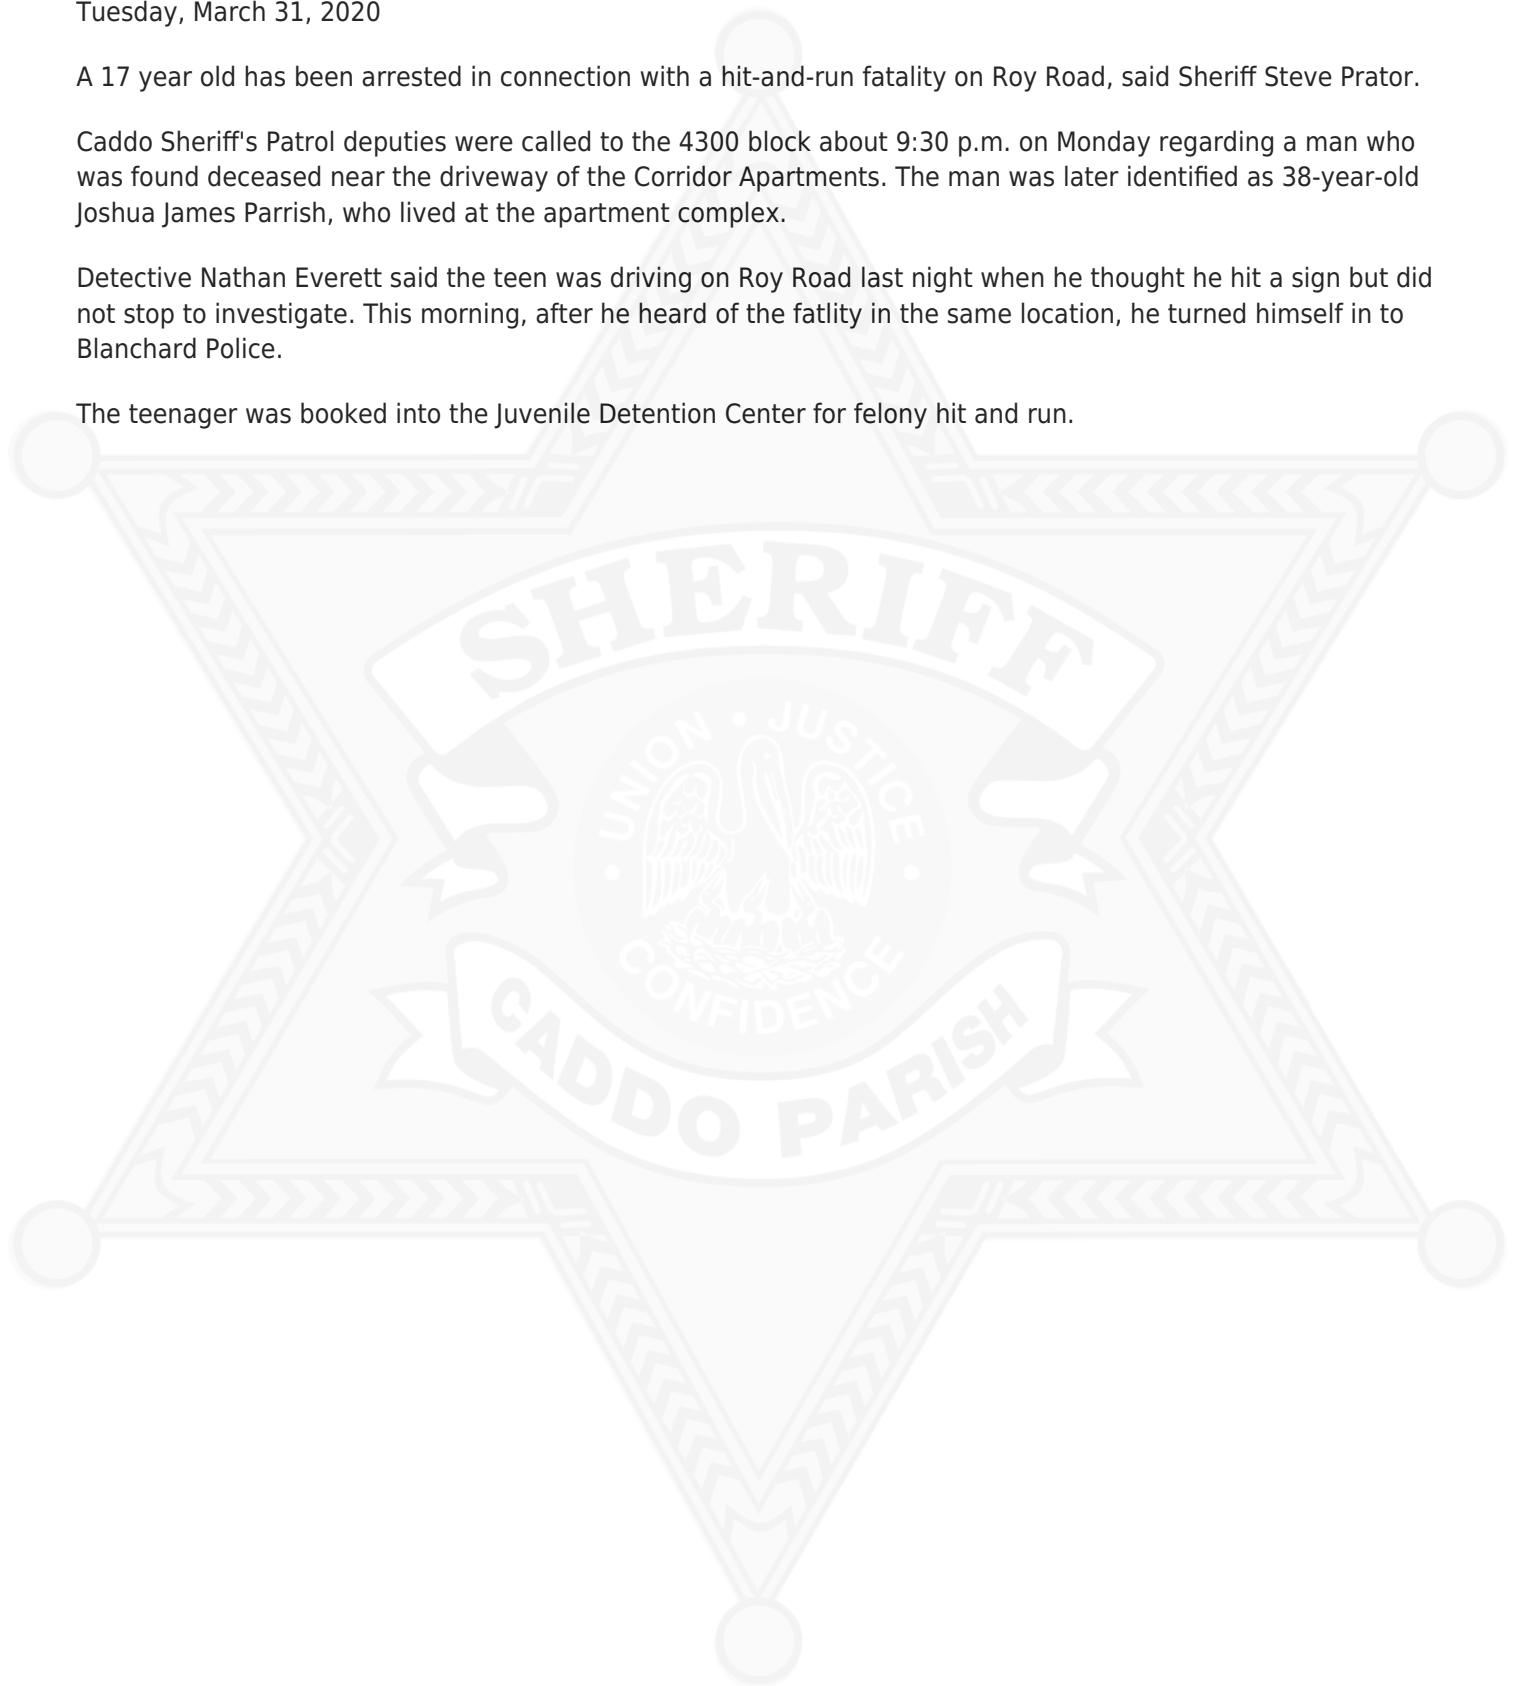 Tuesday, March 31, 2020
A 17 year old has been arrested in connection with a hit-and-run fatality on Roy Road, said Sheriff Steve Prator.
Caddo Sheriff's Patrol deputies were called to the 4300 block about 9:30 p.m. on Monday regarding a man who
was found deceased near the driveway of the Corridor Apartments. The man was later identified as 38-year-old
Joshua James Parrish, who lived at the apartment complex.
Detective Nathan Everett said the teen was driving on Roy Road last night when he thought he hit a sign but did
not stop to investigate. This morning, after he heard of the fatlity in the same location, he turned himself in to
Blanchard Police.
The teenager was booked into the Juvenile Detention Center for felony hit and run.
SHERIFF
UNION • JUSTICE
• CONFIDENCE •
CADDO PARISH